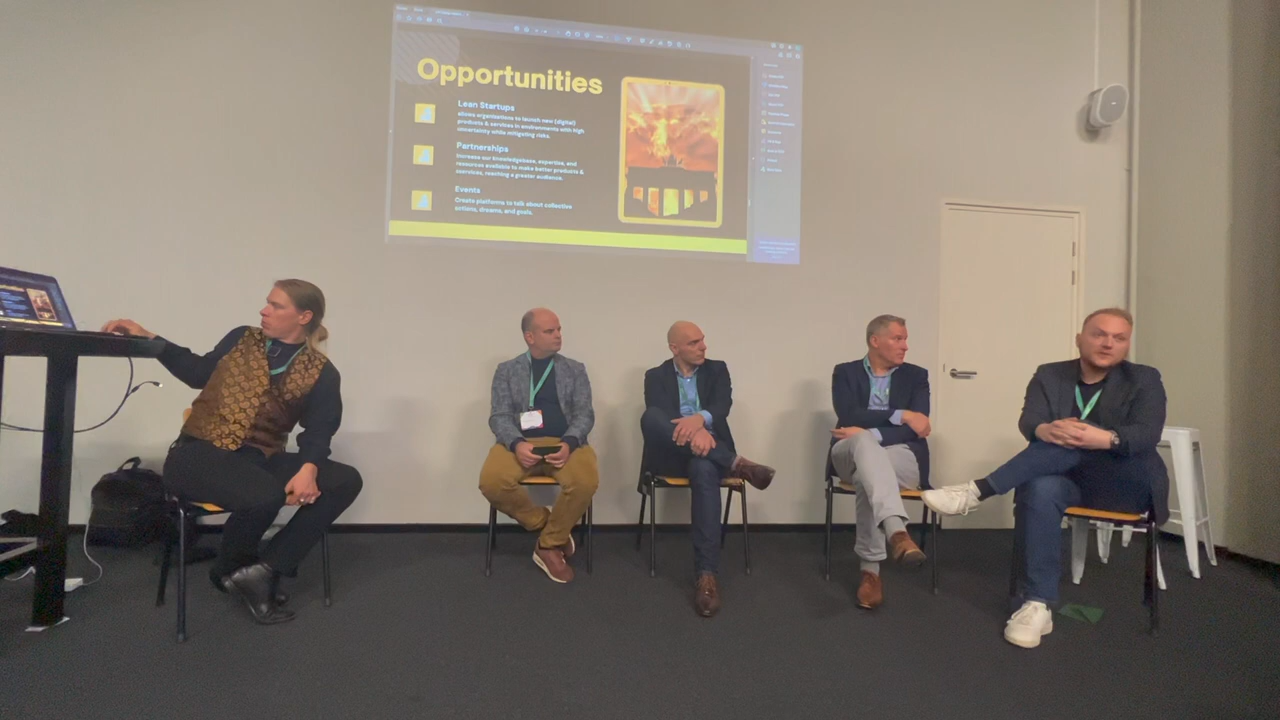 Opportunities
Lean Startups
allows organisations to launch new (digital)
products & services in environments with high
uncertainty while mitigating risks.
Partnerships
Increase our knowledgebase, expertise, and
resources available to make better products &
services, reaching a greater audience.
Events
Create platforms to talk about collective
actions, dreams, and goals.